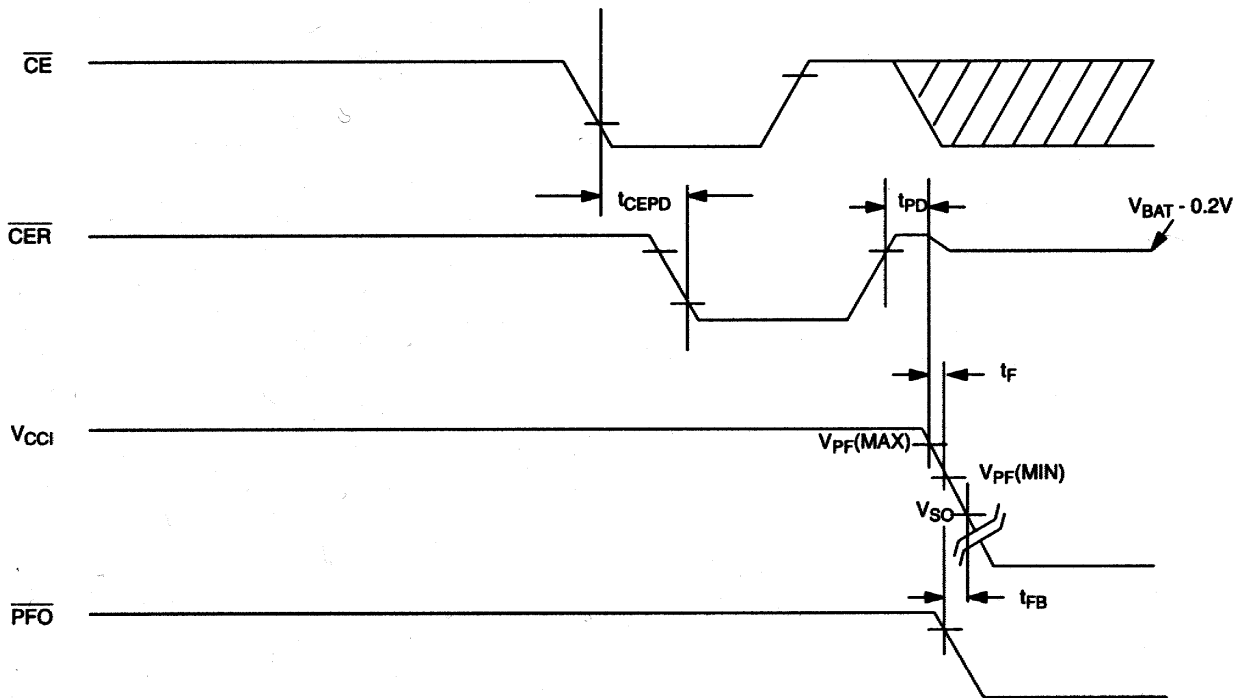 CE
tCEPD
tPD
VBAT - 0.2V
CER
tF
VCCI
VPF(MAX)
VPF(MIN)
VSO
tFB
PFO